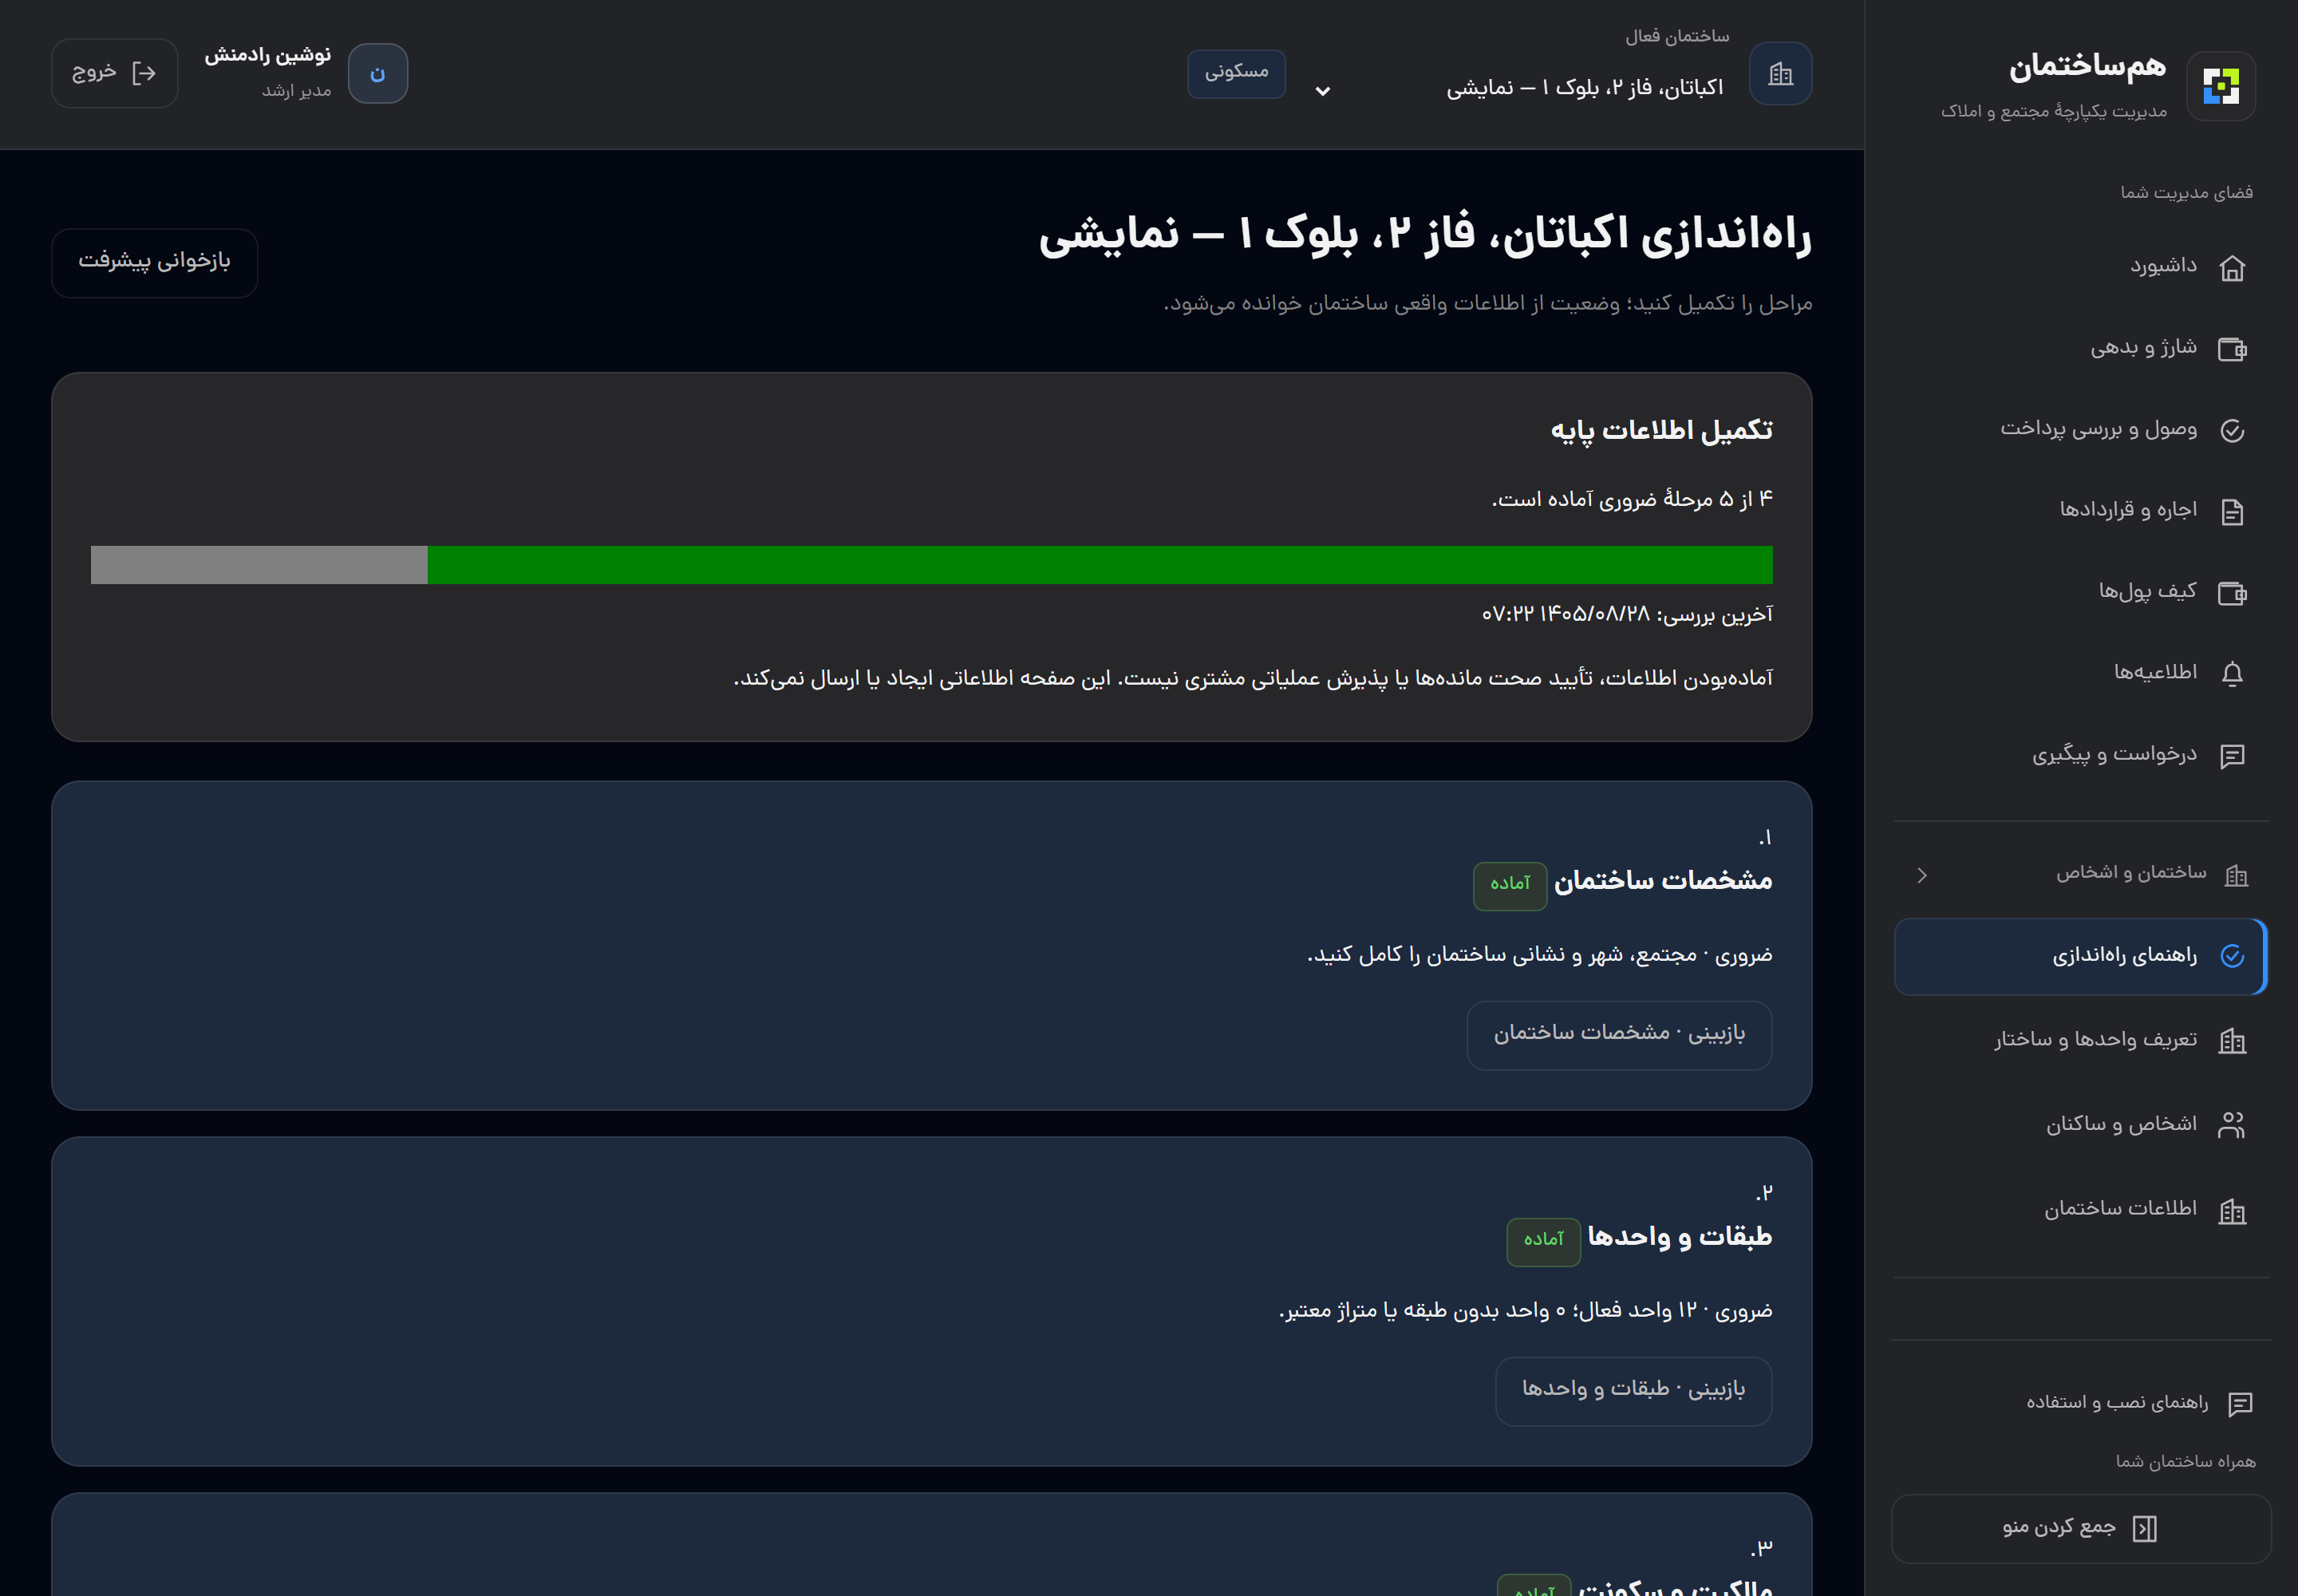 هم‌ساختمان
مدیریت یکپارچهٔ مجتمع و املاک
فضای مدیریت شما
داشبورد
شارژ و بدهی
وصول و بررسی پرداخت
اجاره و قراردادها
کیف پول‌ها
اطلاعیه‌ها
درخواست و پیگیری
ساختمان و اشخاص
راهنمای راه‌اندازی
تعریف واحدها و ساختار
اشخاص و ساکنان
اطلاعات ساختمان
راهنمای نصب و استفاده
همراه ساختمان شما
جمع کردن منو
ساختمان فعال
اکباتان، فاز ۲، بلوک ۱ — نمایشی
مسکونی
ن
نوشین رادمنش
مدیر ارشد
خروج
راه‌اندازی اکباتان، فاز ۲، بلوک ۱ — نمایشی
مراحل را تکمیل کنید؛ وضعیت از اطلاعات واقعی ساختمان خوانده می‌شود.
بازخوانی پیشرفت
تکمیل اطلاعات پایه
۴ از ۵ مرحلهٔ ضروری آماده است.
آخرین بررسی: ۱۴۰۵/۰۸/۲۸ ۰۷:۲۲
آماده‌بودن اطلاعات، تأیید صحت مانده‌ها یا پذیرش عملیاتی مشتری نیست. این صفحه اطلاعاتی ایجاد یا ارسال نمی‌کند.
۱.
مشخصات ساختمان آماده
ضروری · مجتمع، شهر و نشانی ساختمان را کامل کنید.
بازبینی · مشخصات ساختمان
۲.
طبقات و واحدها آماده
ضروری · ۱۲ واحد فعال؛ ۰ واحد بدون طبقه یا متراژ معتبر.
بازبینی · طبقات و واحدها
۳.
مالکیت و سکونت آماده